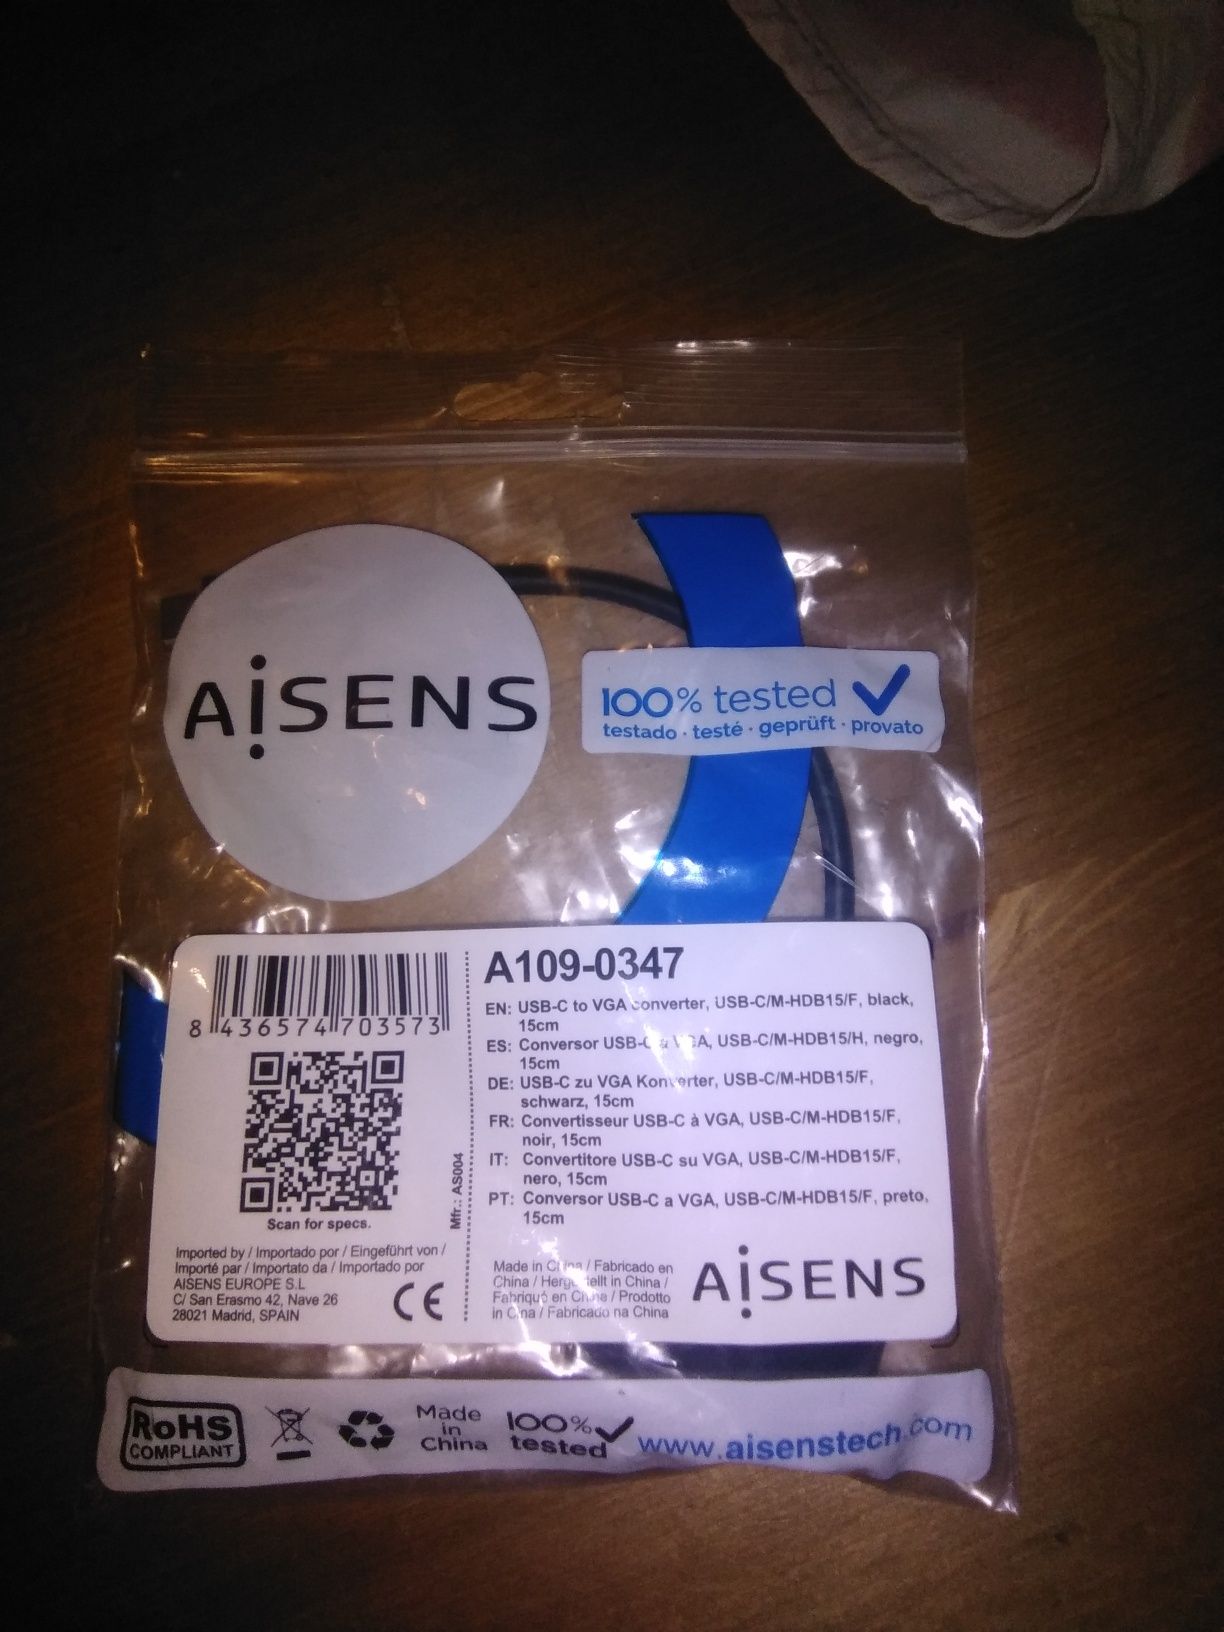 AiSENS
100% tested
testado · testé · geprüft · provato
A109-0347
EN: USB-C to VGA converter, USB-C/M-HDB15/F, black,
15cm
ES: Conversor USB-C a VGA, USB-C/M-HDB15/H, negro,
15cm
DE: USB-C zu VGA Konverter, USB-C/M-HDB15/F,
schwarz, 15cm
FR: Convertisseur USB-C à VGA, USB-C/M-HDB15/F,
noir, 15cm
IT: Convertitore USB-C su VGA, USB-C/M-HDB15/F,
nero, 15cm
PT: Conversor USB-C a VGA, USB-C/M-HDB15/F, preto,
15cm
8 436574 703573
Scan for specs.
Mfr.: AS004
Imported by / Importado por / Eingeführt von /
Importé par / Importato da / Importado por
AISENS EUROPE S.L
C/ San Erasmo 42, Nave 26
28021 Madrid, SPAIN
CE
Made in China / Fabricado en
China / Hergestellt in China /
Fabriqué en Chine / Prodotto
in Cina / Fabricado na China
AiSENS
RoHS
COMPLIANT
Made
in
China
100%
tested
www.aisenstech.com